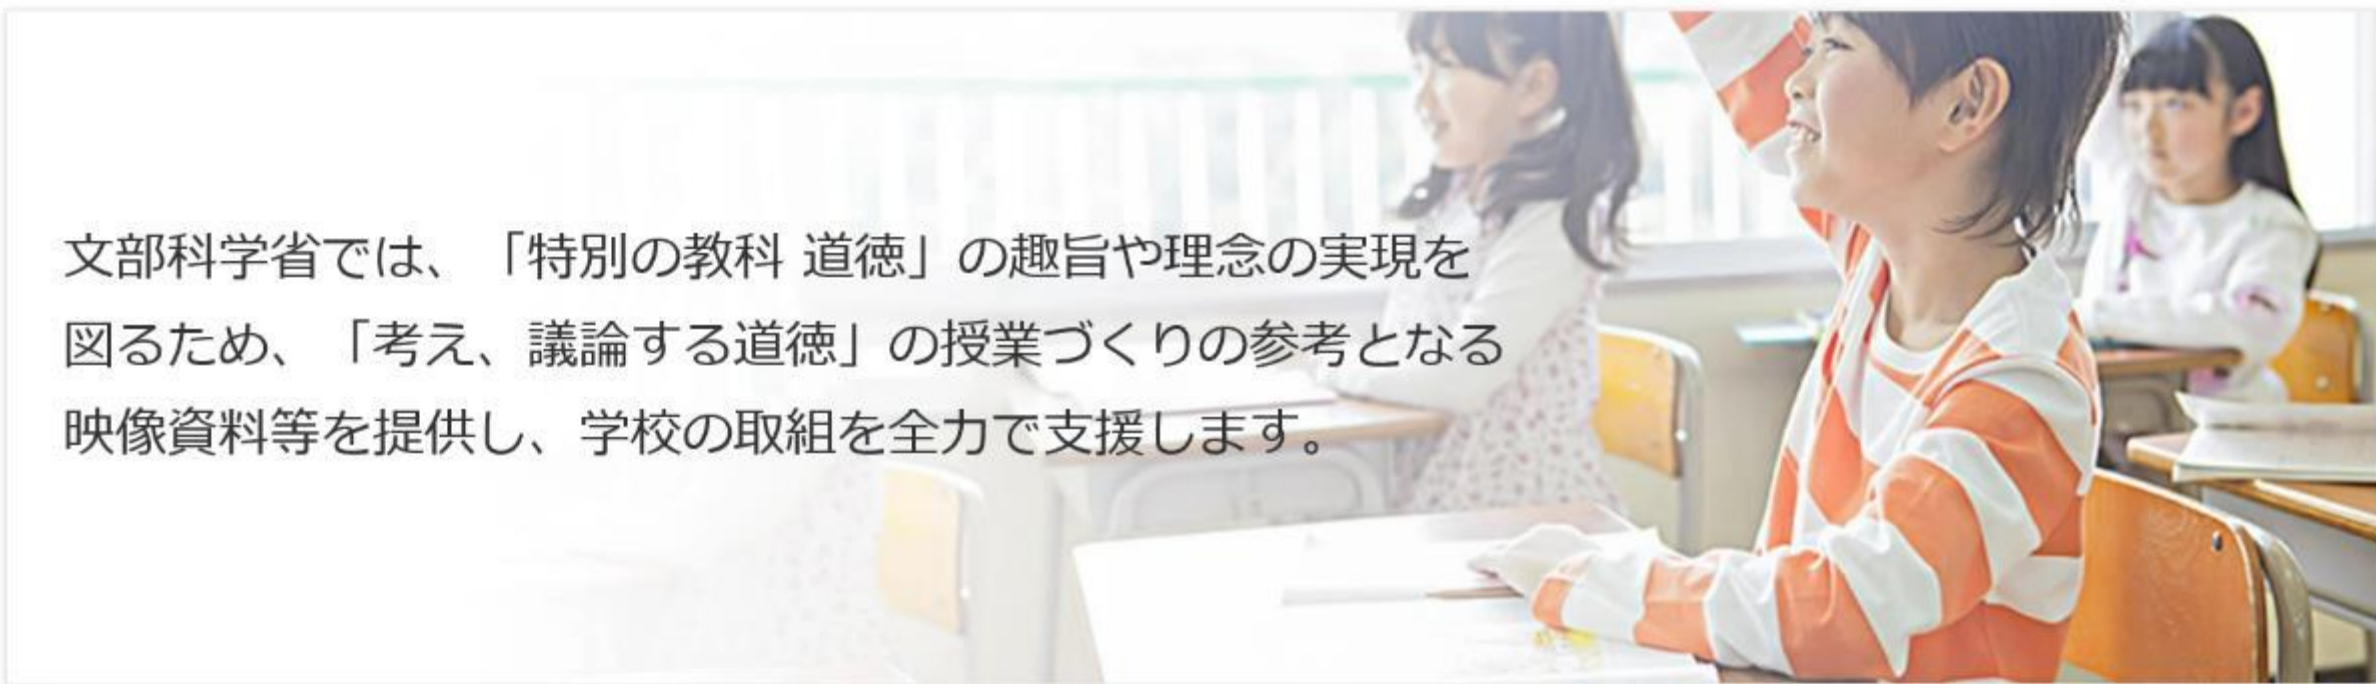 文部科学省では、「特別の教科 道徳」の趣旨や理念の実現を
図るため、「考え、議論する道徳」の授業づくりの参考となる
映像資料等を提供し、学校の取組を全力で支援します。